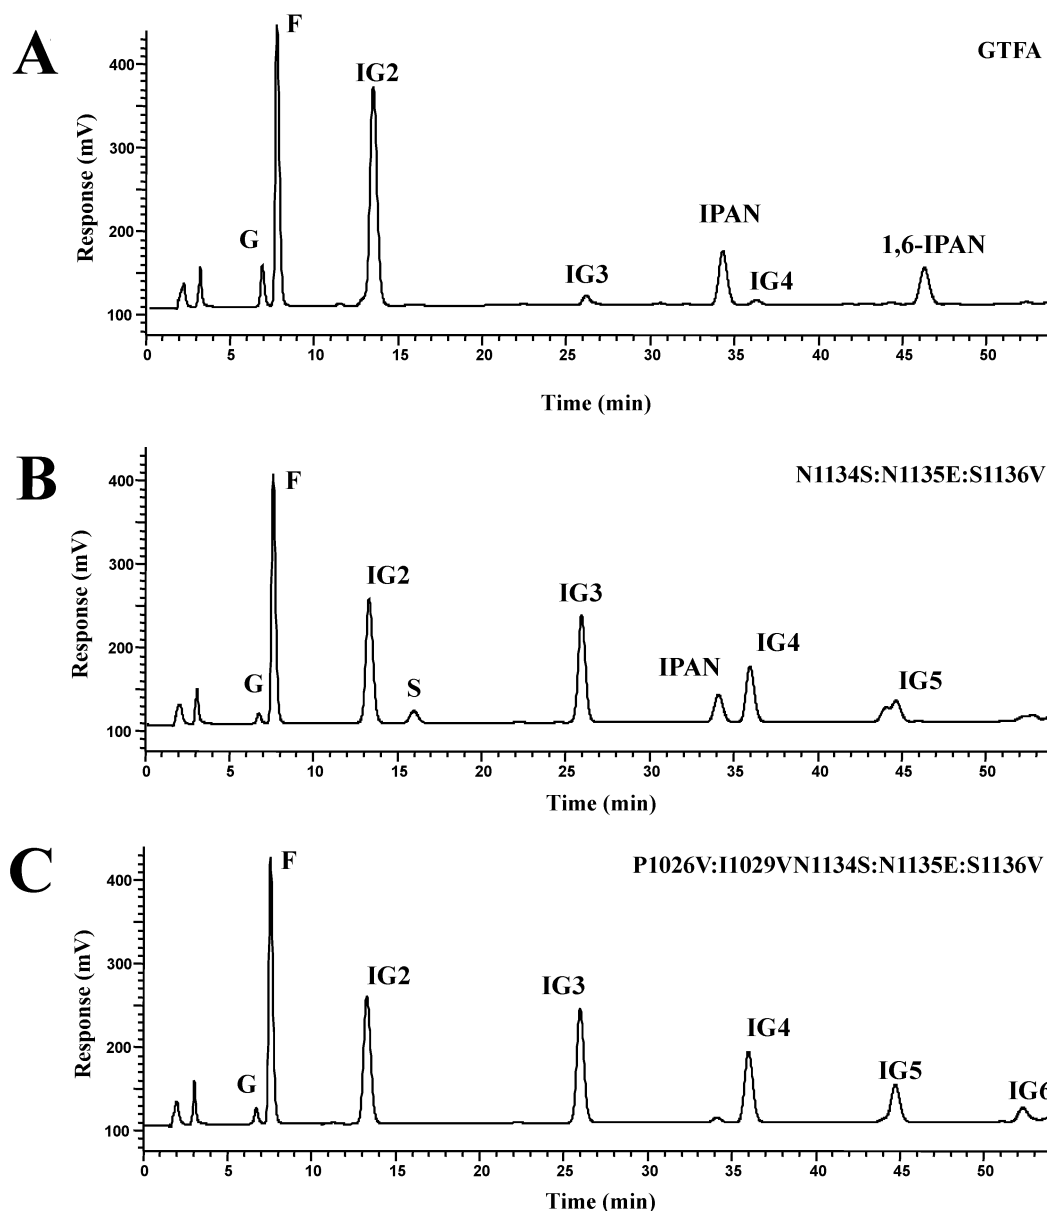 A
GTFA
F
IG2
G
IG3
IPAN
IG4
1,6-IPAN
Response (mV)
400
300
200
100
0 5 10 15 20 25 30 35 40 45 50
Time (min)
B
N1134S:N1135E:S1136V
F
IG2
G
S
IG3
IPAN
IG4
IG5
Response (mV)
400
300
200
100
0 5 10 15 20 25 30 35 40 45 50
Time (min)
C
P1026V:I1029VN1134S:N1135E:S1136V
F
IG2
G
IG3
IG4
IG5
IG6
Response (mV)
400
300
200
100
0 5 10 15 20 25 30 35 40 45 50
Time (min)